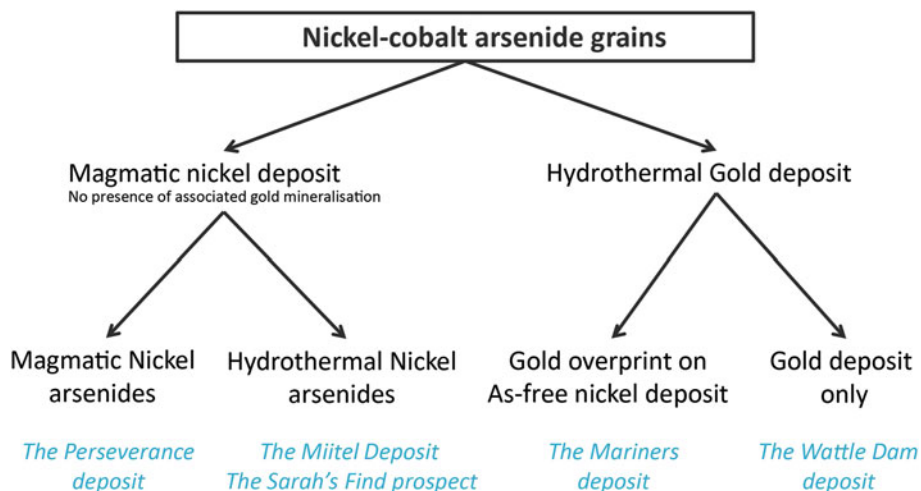 Nickel-cobalt arsenide grains
Magmatic nickel deposit
No presence of associated gold mineralisation
Hydrothermal Gold deposit
Magmatic Nickel
arsenides
Hydrothermal Nickel
arsenides
Gold overprint on
As-free nickel deposit
Gold deposit
only
The Perseverance
deposit
The Miitel Deposit
The Sarah's Find prospect
The Mariners
deposit
The Wattle Dam
deposit